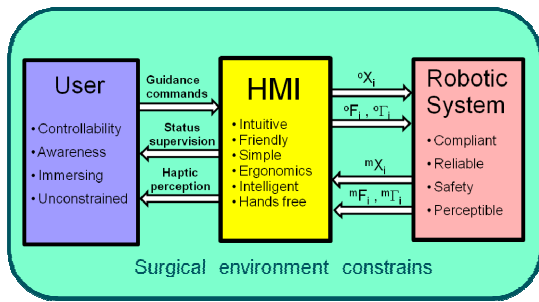 User
• Controllability
• Awareness
• Immersing
• Unconstrained
Guidance
commands
Status
supervision
Haptic
perception
HMI
• Intuitive
• Friendly
• Simple
• Ergonomics
• Intelligent
• Hands free
ᵒXᵢ
ᵒFᵢ , ᵒΓᵢ
ᵐXᵢ
ᵐFᵢ , ᵐΓᵢ
Robotic
System
• Compliant
• Reliable
• Safety
• Perceptible
Surgical environment constrains